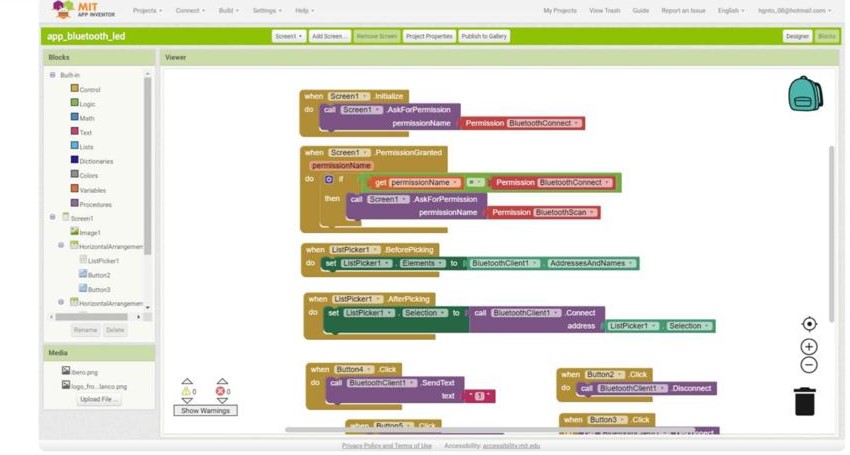 MIT
APP INVENTOR
Projects
Connect
Build
Settings
Help
My Projects
View Trash
Guide
Report an Issue
English
hgnto_08@hotmail.com
app_bluetooth_led
Screen1
Add Screen ...
Remove Screen
Project Properties
Publish to Gallery
Designer
Blocks
Blocks
Built-in
Control
Logic
Math
Text
Lists
Dictionaries
Colors
Variables
Procedures
Screen1
Image1
HorizontalArrangemen
ListPicker1
Button2
Button3
HorizontalArrangemen
Rename
Delete
Media
ibero.png
logo_fro...lanco.png
Upload File ...
Viewer
when Screen1 .Initialize
do call Screen1 .AskForPermission
permissionName Permission BluetoothConnect
when Screen1 .PermissionGranted
permissionName
do if get permissionName = Permission BluetoothConnect
then call Screen1 .AskForPermission
permissionName Permission BluetoothScan
when ListPicker1 .BeforePicking
do set ListPicker1 . Elements to BluetoothClient1 . AddressesAndNames
when ListPicker1 .AfterPicking
do set ListPicker1 . Selection to call BluetoothClient1 .Connect
address ListPicker1 . Selection
when Button4 .Click
do call BluetoothClient1 .SendText
text " 1 "
when Button2 .Click
do call BluetoothClient1 .Disconnect
when Button5 .Click
when Button3 .Click
0
0
Show Warnings
Privacy Policy and Terms of Use
Accessibility: accessibility.mit.edu